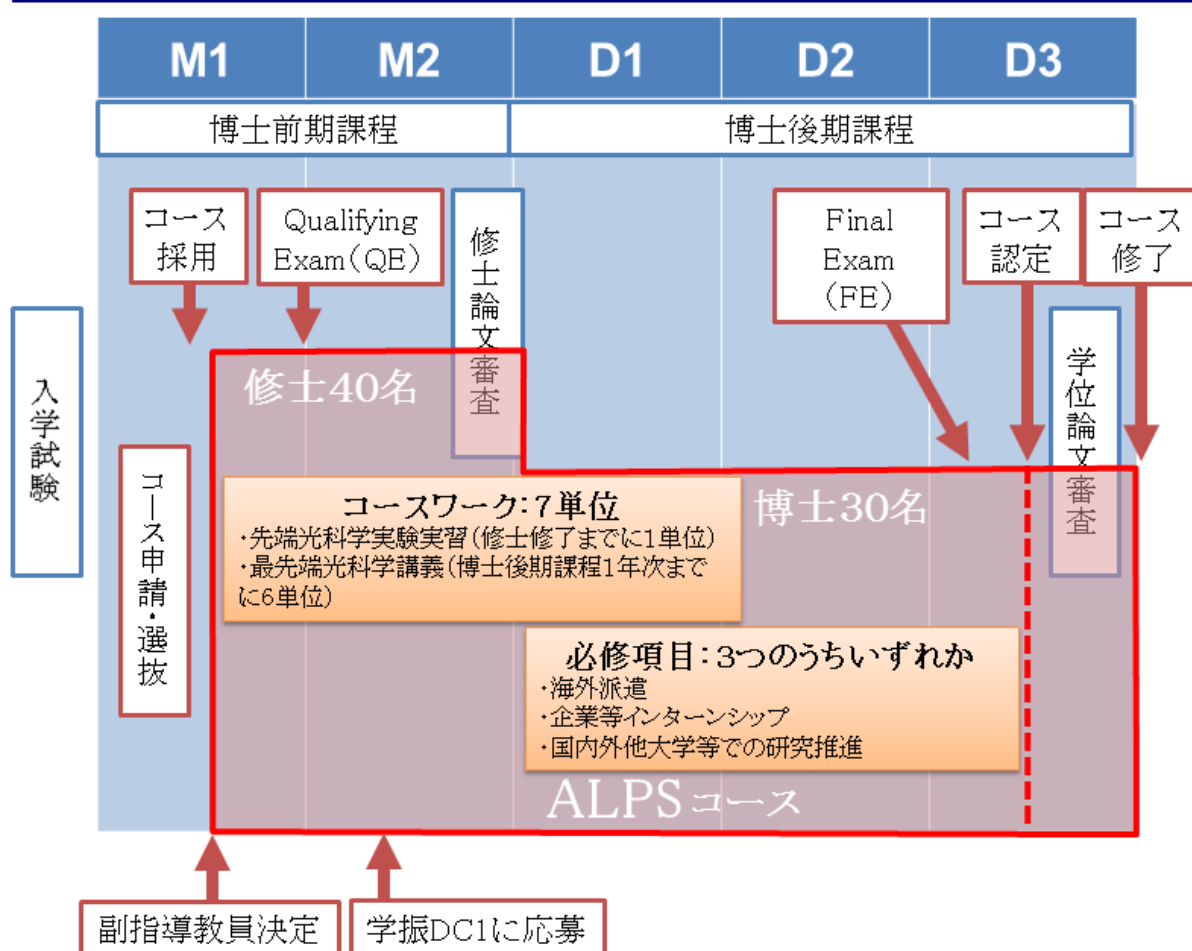 M1
M2
D1
D2
D3
博士前期課程
博士後期課程
コース
採用
Qualifying
Exam(QE)
修士論文審査
Final
Exam
(FE)
コース
認定
コース
修了
入学試験
修士40名
学位論文審査
コース申請・選抜
コースワーク:7単位
・先端光科学実験実習(修士修了までに1単位)
・最先端光科学講義(博士後期課程1年次まで
に6単位)
博士30名
必修項目:3つのうちいずれか
・海外派遣
・企業等インターンシップ
・国内外他大学等での研究推進
ALPSコース
副指導教員決定
学振DC1に応募